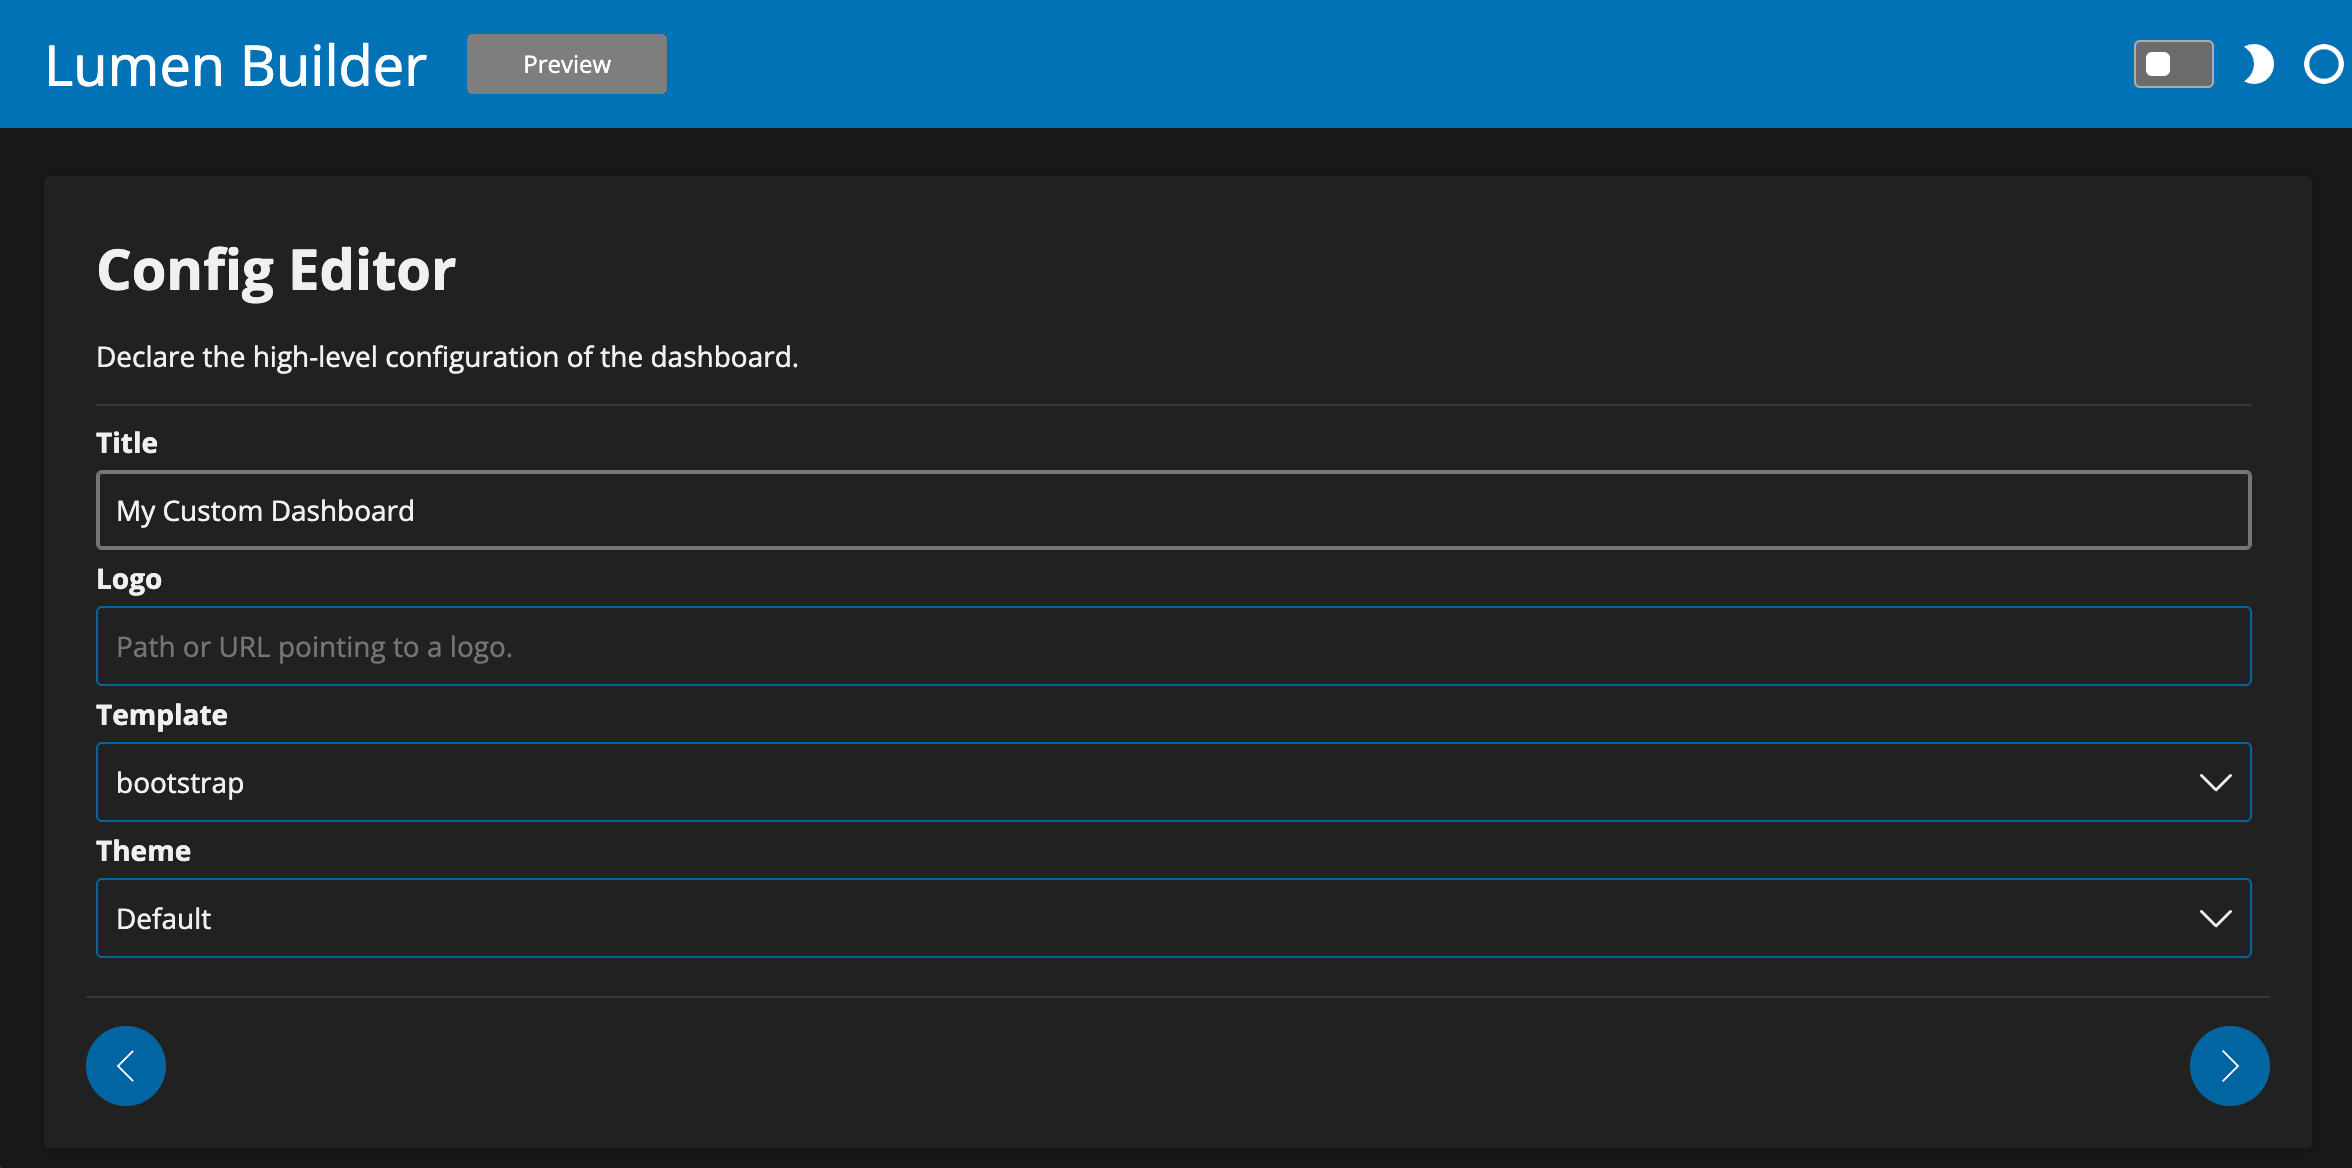 Lumen Builder
Preview
Config Editor
Declare the high-level configuration of the dashboard.
Title
My Custom Dashboard
Logo
Path or URL pointing to a logo.
Template
bootstrap
Theme
Default